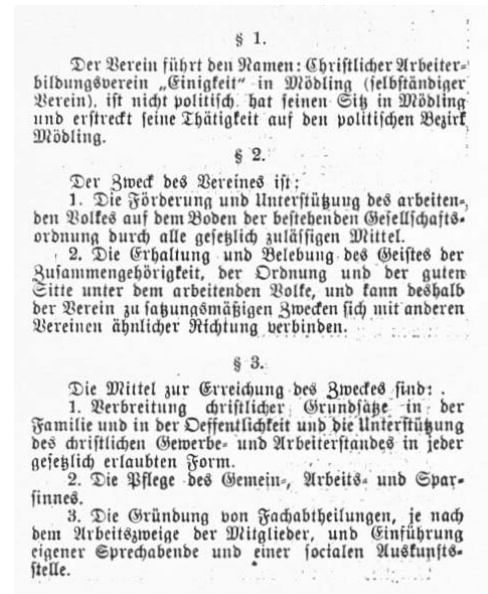 § 1.
Der Verein führt den Namen: Christlicher Arbeiter-
bildungsverein „Einigkeit“ in Mödling (selbständiger
Verein), ist nicht politisch, hat seinen Sitz in Mödling
und erstreckt seine Thätigkeit auf den politischen Bezirk
Mödling.
§ 2.
Der Zweck des Vereines ist:
1. Die Förderung und Unterstützung des arbeiten-
den Volkes auf dem Boden der bestehenden Gesellschafts-
ordnung durch alle gesetzlich zulässigen Mittel.
2. Die Erhaltung und Belebung des Geistes der
Zusammengehörigkeit, der Ordnung und der guten
Sitte unter dem arbeitenden Volke, und kann deshalb
der Verein zu satzungsmäßigen Zwecken sich mit anderen
Vereinen ähnlicher Richtung verbinden.
§ 3.
Die Mittel zur Erreichung des Zweckes sind:
1. Verbreitung christlicher Grundsätze in der
Familie und in der Oeffentlichkeit und die Unterstützung
des christlichen Gewerbe- und Arbeiterstandes in jeder
gesetzlich erlaubten Form.
2. Die Pflege des Gemein-, Arbeits- und Spar-
sinnes.
3. Die Gründung von Fachabtheilungen, je nach
dem Arbeitszweige der Mitglieder, und Einführung
eigener Sprechabende und einer socialen Auskunfts-
stelle.